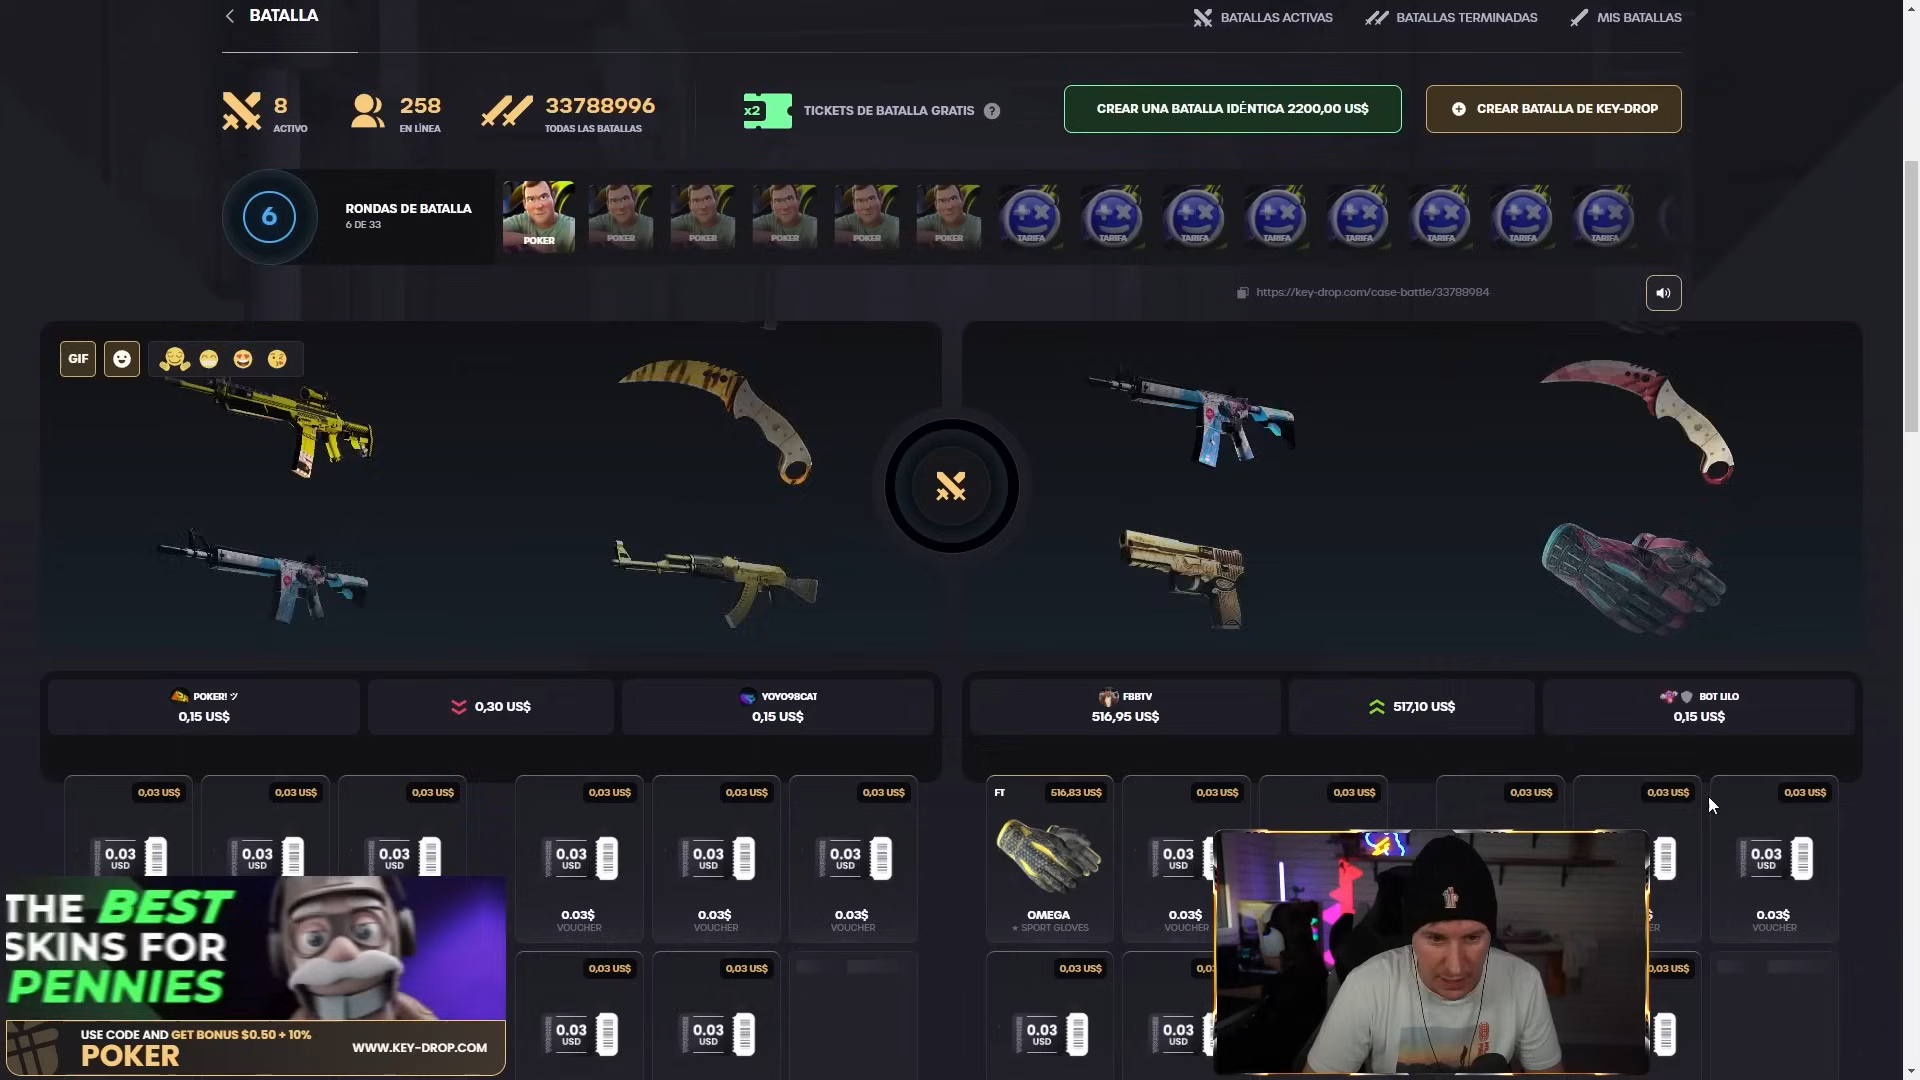 BATALLA
BATALLAS ACTIVAS
BATALLAS TERMINADAS
MIS BATALLAS
8
ACTIVO
258
EN LÍNEA
33788996
TODAS LAS BATALLAS
x2
TICKETS DE BATALLA GRATIS ?
CREAR UNA BATALLA IDÉNTICA 2200,00 US$
CREAR BATALLA DE KEY-DROP
6
RONDAS DE BATALLA
6 DE 33
POKER POKER POKER POKER POKER POKER TARIFA TARIFA TARIFA TARIFA TARIFA TARIFA TARIFA TARIFA
https://key-drop.com/case-battle/33788984
GIF
POKER! ツ
0,15 US$
0,30 US$
YOYO98CAT
0,15 US$
FBBTV
516,95 US$
517,10 US$
BOT LILO
0,15 US$
0,03 US$ 0,03 US$ 0,03 US$ 0,03 US$ 0,03 US$ 0,03 US$ FT 516,83 US$ 0,03 US$ 0,03 US$ 0,03 US$ 0,03 US$ 0,03 US$
0.03 0.03 0.03 0.03 0.03 0.03 0.03 0.03
USD USD USD USD USD USD USD USD
0.03$ 0.03$ 0.03$ OMEGA 0.03$ 0.03$
VOUCHER VOUCHER VOUCHER ★ SPORT GLOVES VOUCHER VOUCHER
0,03 US$ 0,03 US$ 0,03 US$ 0,03 US$
0.03 0.03 0.03 0.03
USD USD USD USD
THE BEST
SKINS FOR
PENNIES
USE CODE AND GET BONUS $0.50 + 10%
POKER
WWW.KEY-DROP.COM